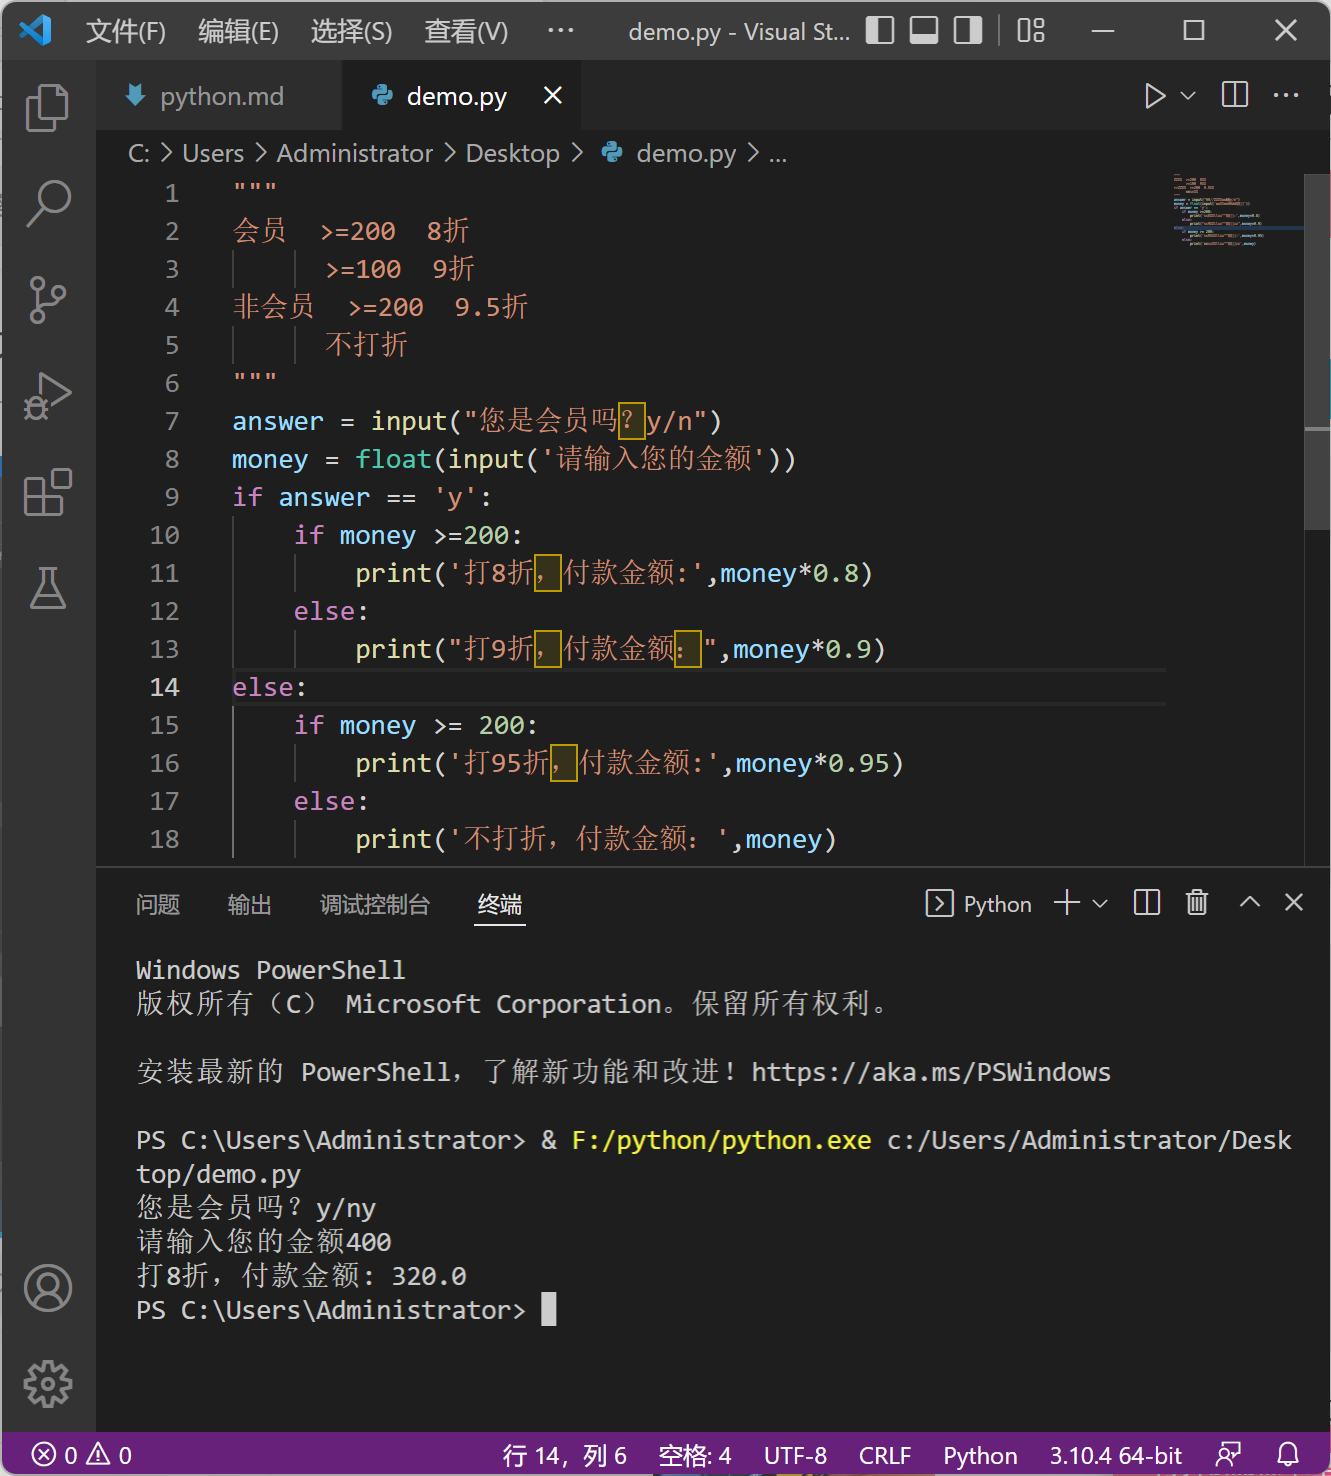 文件(F) 编辑(E) 选择(S) 查看(V) ··· demo.py - Visual St...
python.md demo.py
C: > Users > Administrator > Desktop > demo.py > ...
1 """
2 会员  >=200  8折
3       >=100  9折
4 非会员  >=200  9.5折
5       不打折
6 """
7 answer = input("您是会员吗？y/n")
8 money = float(input('请输入您的金额'))
9 if answer == 'y':
10     if money >=200:
11         print('打8折，付款金额:',money*0.8)
12     else:
13         print("打9折，付款金额：",money*0.9)
14 else:
15     if money >= 200:
16         print('打95折，付款金额:',money*0.95)
17     else:
18         print('不打折，付款金额：',money)
问题 输出 调试控制台 终端 Python
Windows PowerShell
版权所有（C） Microsoft Corporation。保留所有权利。
安装最新的 PowerShell，了解新功能和改进！https://aka.ms/PSWindows
PS C:\Users\Administrator> & F:/python/python.exe c:/Users/Administrator/Desk
top/demo.py
您是会员吗？y/ny
请输入您的金额400
打8折，付款金额: 320.0
PS C:\Users\Administrator>
0 0 行 14，列 6 空格: 4 UTF-8 CRLF Python 3.10.4 64-bit